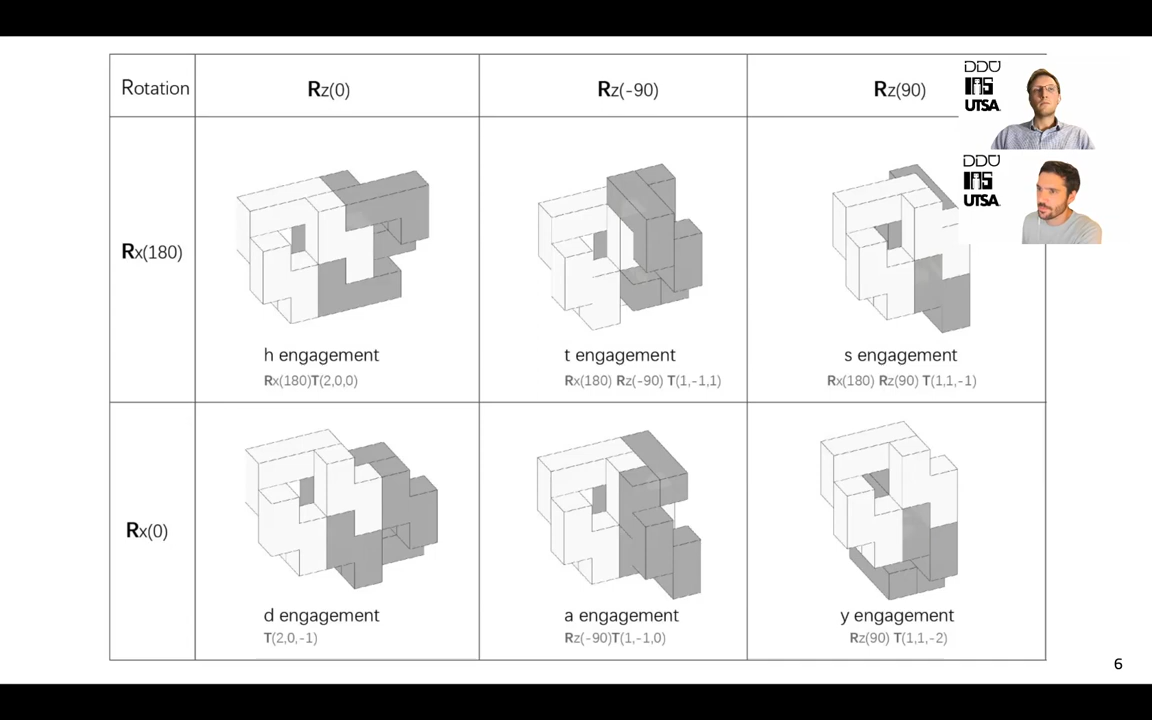 Rotation
Rz(0)
Rz(-90)
Rz(90)
DDU
IAS
UTSA.
DDU
IAS
UTSA.
Rx(180)
h engagement
Rx(180)T(2,0,0)
t engagement
Rx(180) Rz(-90) T(1,-1,1)
s engagement
Rx(180) Rz(90) T(1,1,-1)
Rx(0)
d engagement
T(2,0,-1)
a engagement
Rz(-90)T(1,-1,0)
y engagement
Rz(90) T(1,1,-2)
6